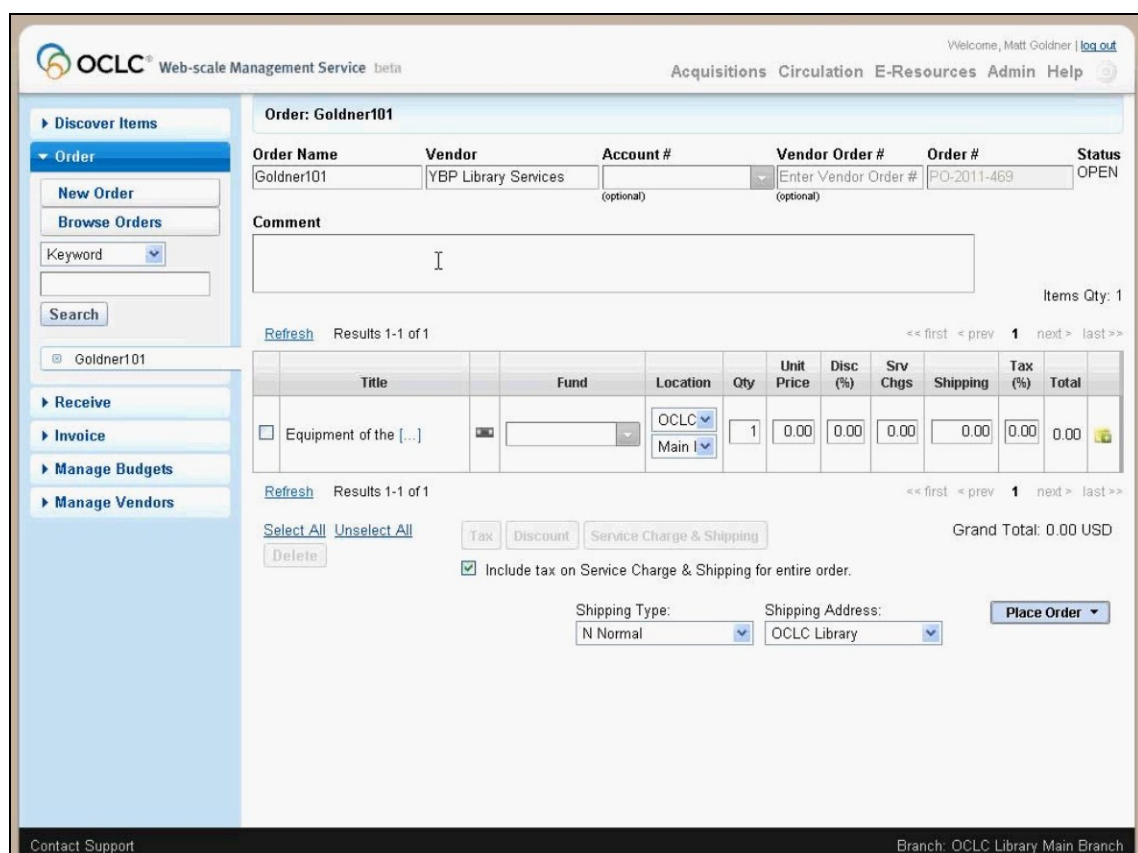 OCLC® Web-scale Management Service beta
Welcome, Matt Goldner | log out
Acquisitions Circulation E-Resources Admin Help
Discover Items
Order
New Order
Browse Orders
Keyword
Search
Goldner101
Receive
Invoice
Manage Budgets
Manage Vendors
Order: Goldner101
Order Name Vendor Account # Vendor Order # Order # Status
Goldner101 YBP Library Services Enter Vendor Order # PO-2011-469 OPEN
(optional) (optional)
Comment
Items Qty: 1
Refresh Results 1-1 of 1 << first < prev 1 next > last >>
Title Fund Location Qty Unit Price Disc (%) Srv Chgs Shipping Tax (%) Total
Equipment of the [...] OCLC 1 0.00 0.00 0.00 0.00 0.00 0.00
Main
Refresh Results 1-1 of 1 << first < prev 1 next > last >>
Select All Unselect All Tax Discount Service Charge & Shipping Grand Total: 0.00 USD
Delete
Include tax on Service Charge & Shipping for entire order.
Shipping Type: Shipping Address:
N Normal OCLC Library Place Order
Contact Support Branch: OCLC Library Main Branch